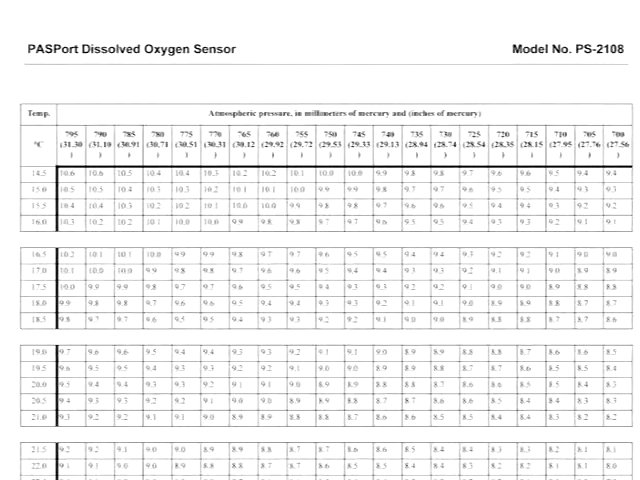 PASPort Dissolved Oxygen Sensor Model No. PS-2108
Temp. Atmospheric pressure, in millimeters of mercury and (inches of mercury)
°C 795 790 785 780 775 770 765 760 755 750 745 740 735 730 725 720 715 710 705 700
(31.30 (31.10 (30.91 (30.71 (30.51 (30.31 (30.12 (29.92 (29.72 (29.53 (29.33 (29.13 (28.94 (28.74 (28.54 (28.35 (28.15 (27.95 (27.76 (27.56
) ) ) ) ) ) ) ) ) ) ) ) ) ) ) ) ) ) ) )
14.5 10.6 10.6 10.5 10.4 10.4 10.3 10.2 10.2 10.1 10.0 10.0 9.9 9.8 9.8 9.7 9.6 9.6 9.5 9.4 9.4
15.0 10.5 10.5 10.4 10.3 10.3 10.2 10.1 10.1 10.0 9.9 9.9 9.8 9.7 9.7 9.6 9.5 9.5 9.4 9.3 9.3
15.5 10.4 10.4 10.3 10.2 10.2 10.1 10.0 10.0 9.9 9.8 9.8 9.7 9.6 9.6 9.5 9.4 9.4 9.3 9.2 9.2
16.0 10.3 10.2 10.2 10.1 10.0 10.0 9.9 9.8 9.8 9.7 9.7 9.6 9.5 9.5 9.4 9.3 9.3 9.2 9.1 9.1
16.5 10.2 10.1 10.1 10.0 9.9 9.9 9.8 9.7 9.7 9.6 9.5 9.5 9.4 9.4 9.3 9.2 9.2 9.1 9.0 9.0
17.0 10.1 10.0 10.0 9.9 9.8 9.8 9.7 9.6 9.6 9.5 9.4 9.4 9.3 9.3 9.2 9.1 9.1 9.0 8.9 8.9
17.5 10.0 9.9 9.9 9.8 9.7 9.7 9.6 9.5 9.5 9.4 9.3 9.3 9.2 9.2 9.1 9.0 9.0 8.9 8.8 8.8
18.0 9.9 9.8 9.8 9.7 9.6 9.6 9.5 9.4 9.4 9.3 9.3 9.2 9.1 9.1 9.0 8.9 8.9 8.8 8.7 8.7
18.5 9.8 9.7 9.7 9.6 9.5 9.5 9.4 9.3 9.3 9.2 9.2 9.1 9.0 9.0 8.9 8.8 8.8 8.7 8.7 8.6
19.0 9.7 9.6 9.6 9.5 9.4 9.4 9.3 9.3 9.2 9.1 9.1 9.0 8.9 8.9 8.8 8.8 8.7 8.6 8.6 8.5
19.5 9.6 9.5 9.5 9.4 9.3 9.3 9.2 9.2 9.1 9.0 9.0 8.9 8.9 8.8 8.7 8.7 8.6 8.5 8.5 8.4
20.0 9.5 9.4 9.4 9.3 9.3 9.2 9.1 9.1 9.0 8.9 8.9 8.8 8.8 8.7 8.6 8.6 8.5 8.5 8.4 8.3
20.5 9.4 9.3 9.3 9.2 9.2 9.1 9.0 9.0 8.9 8.9 8.8 8.7 8.7 8.6 8.6 8.5 8.4 8.4 8.3 8.3
21.0 9.3 9.2 9.2 9.1 9.1 9.0 8.9 8.9 8.8 8.8 8.7 8.6 8.6 8.5 8.5 8.4 8.4 8.3 8.2 8.2
21.5 9.2 9.2 9.1 9.0 9.0 8.9 8.9 8.8 8.7 8.7 8.6 8.6 8.5 8.4 8.4 8.3 8.3 8.2 8.1 8.1
22.0 9.1 9.1 9.0 9.0 8.9 8.8 8.8 8.7 8.7 8.6 8.5 8.5 8.4 8.4 8.3 8.2 8.2 8.1 8.1 8.0